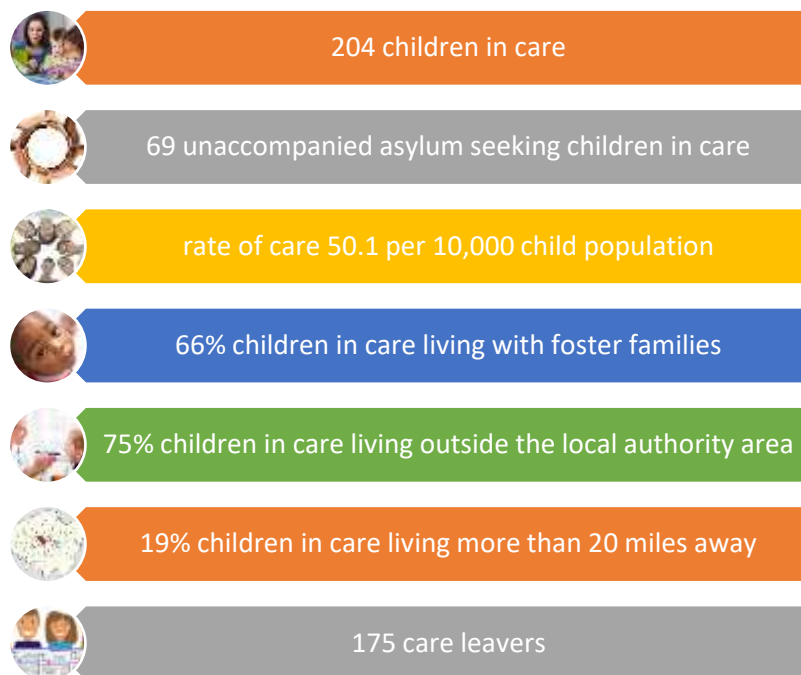 204 children in care
69 unaccompanied asylum seeking children in care
rate of care 50.1 per 10,000 child population
66% children in care living with foster families
75% children in care living outside the local authority area
19% children in care living more than 20 miles away
175 care leavers